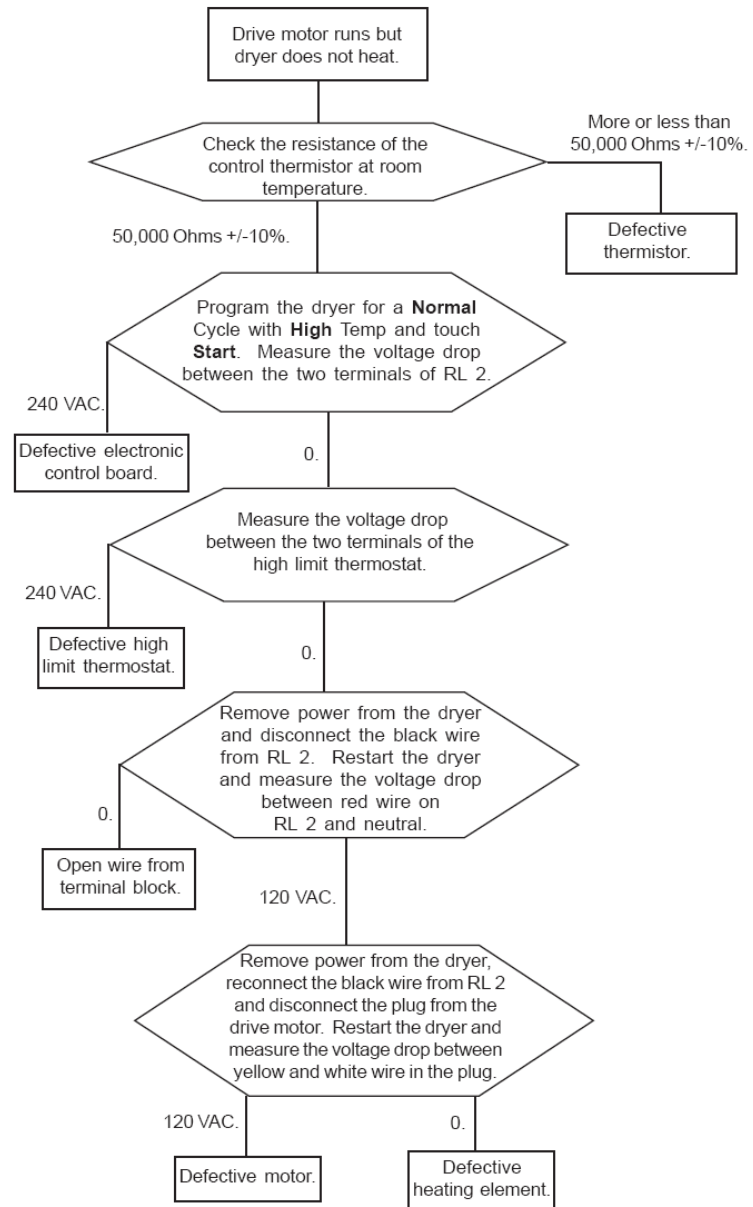 Drive motor runs but
dryer does not heat.
Check the resistance of the
control thermistor at room
temperature.
More or less than
50,000 Ohms +/-10%.
Defective
thermistor.
50,000 Ohms +/-10%.
Program the dryer for a Normal
Cycle with High Temp and touch
Start. Measure the voltage drop
between the two terminals of RL 2.
240 VAC.
Defective electronic
control board.
0.
Measure the voltage drop
between the two terminals of the
high limit thermostat.
240 VAC.
Defective high
limit thermostat.
0.
Remove power from the dryer
and disconnect the black wire
from RL 2. Restart the dryer
and measure the voltage drop
between red wire on
RL 2 and neutral.
0.
Open wire from
terminal block.
120 VAC.
Remove power from the dryer,
reconnect the black wire from RL 2
and disconnect the plug from the
drive motor. Restart the dryer and
measure the voltage drop between
yellow and white wire in the plug.
120 VAC.
Defective motor.
0.
Defective
heating element.